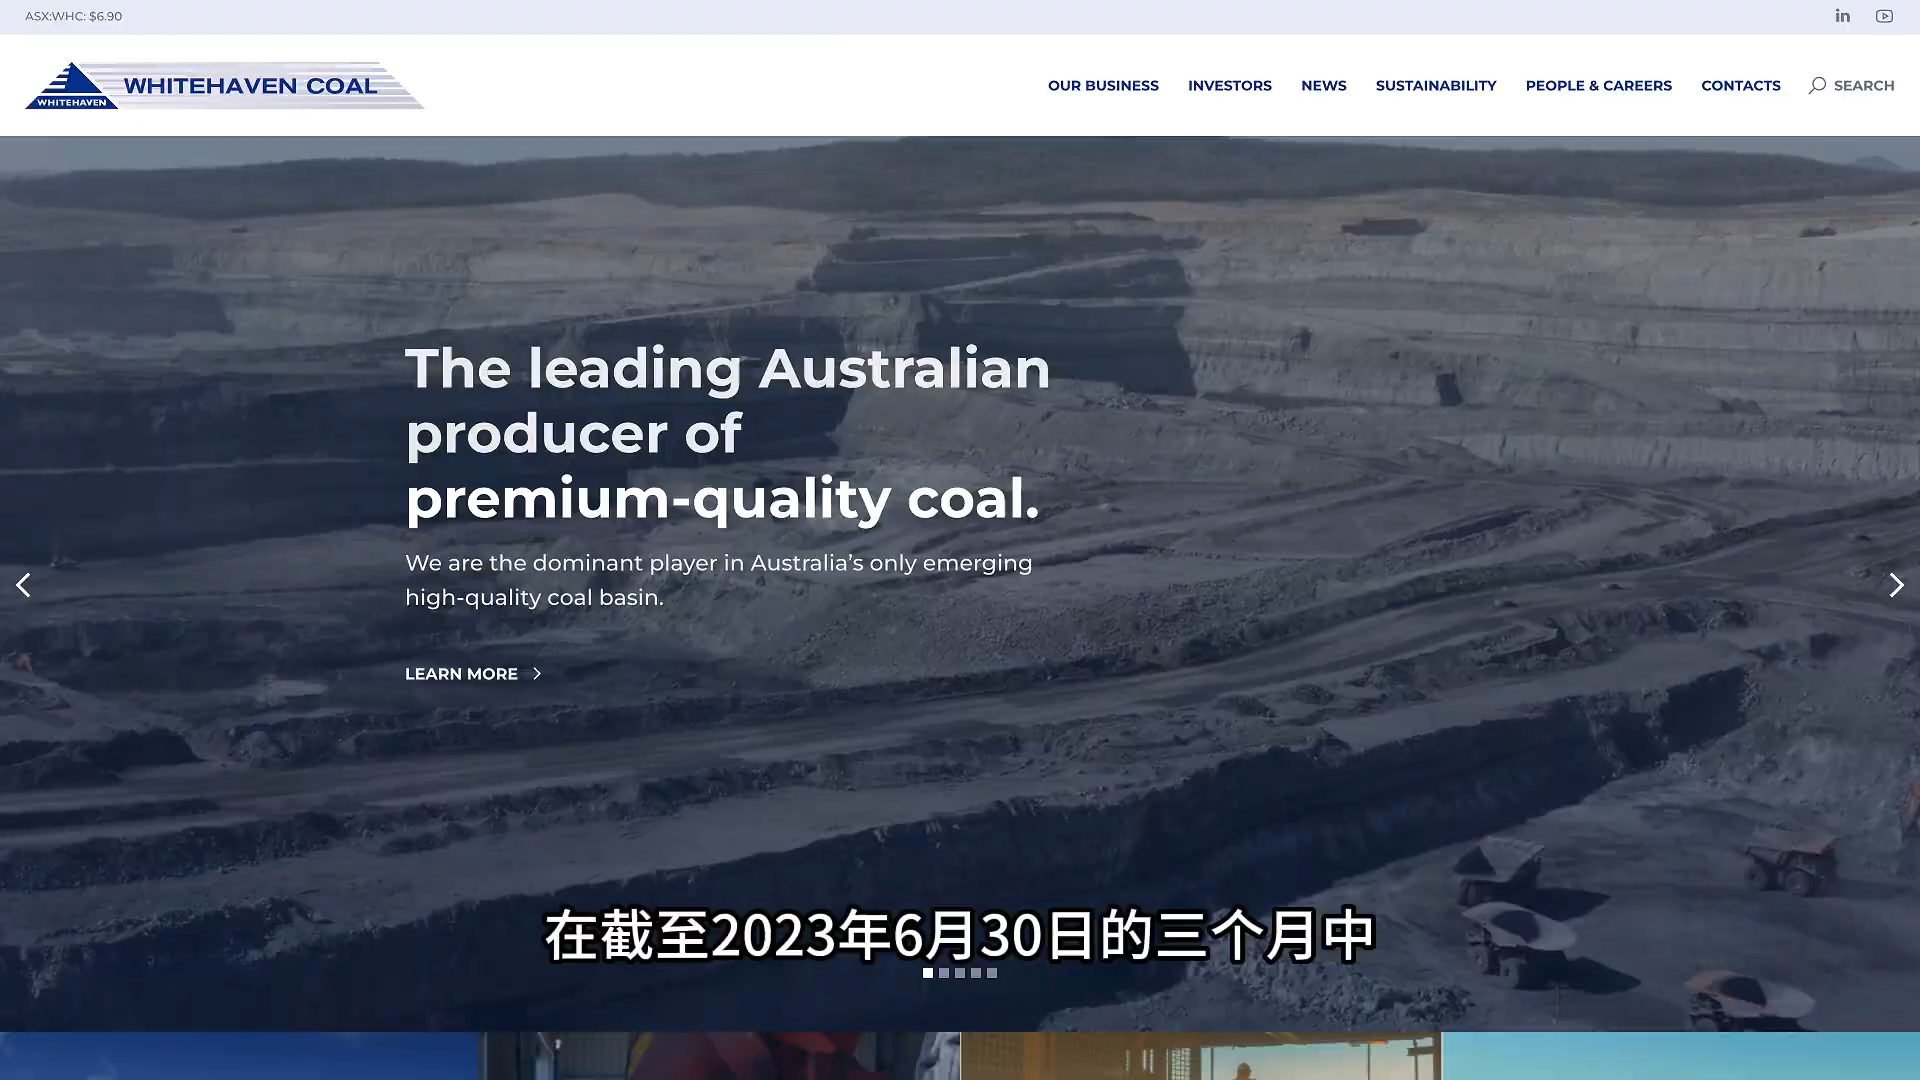 ASX:WHC: $6.90
WHITEHAVEN
WHITEHAVEN COAL
OUR BUSINESS
INVESTORS
NEWS
SUSTAINABILITY
PEOPLE & CAREERS
CONTACTS
SEARCH
The leading Australian
producer of
premium-quality coal.
We are the dominant player in Australia’s only emerging
high-quality coal basin.
LEARN MORE
在截至2023年6月30日的三个月中